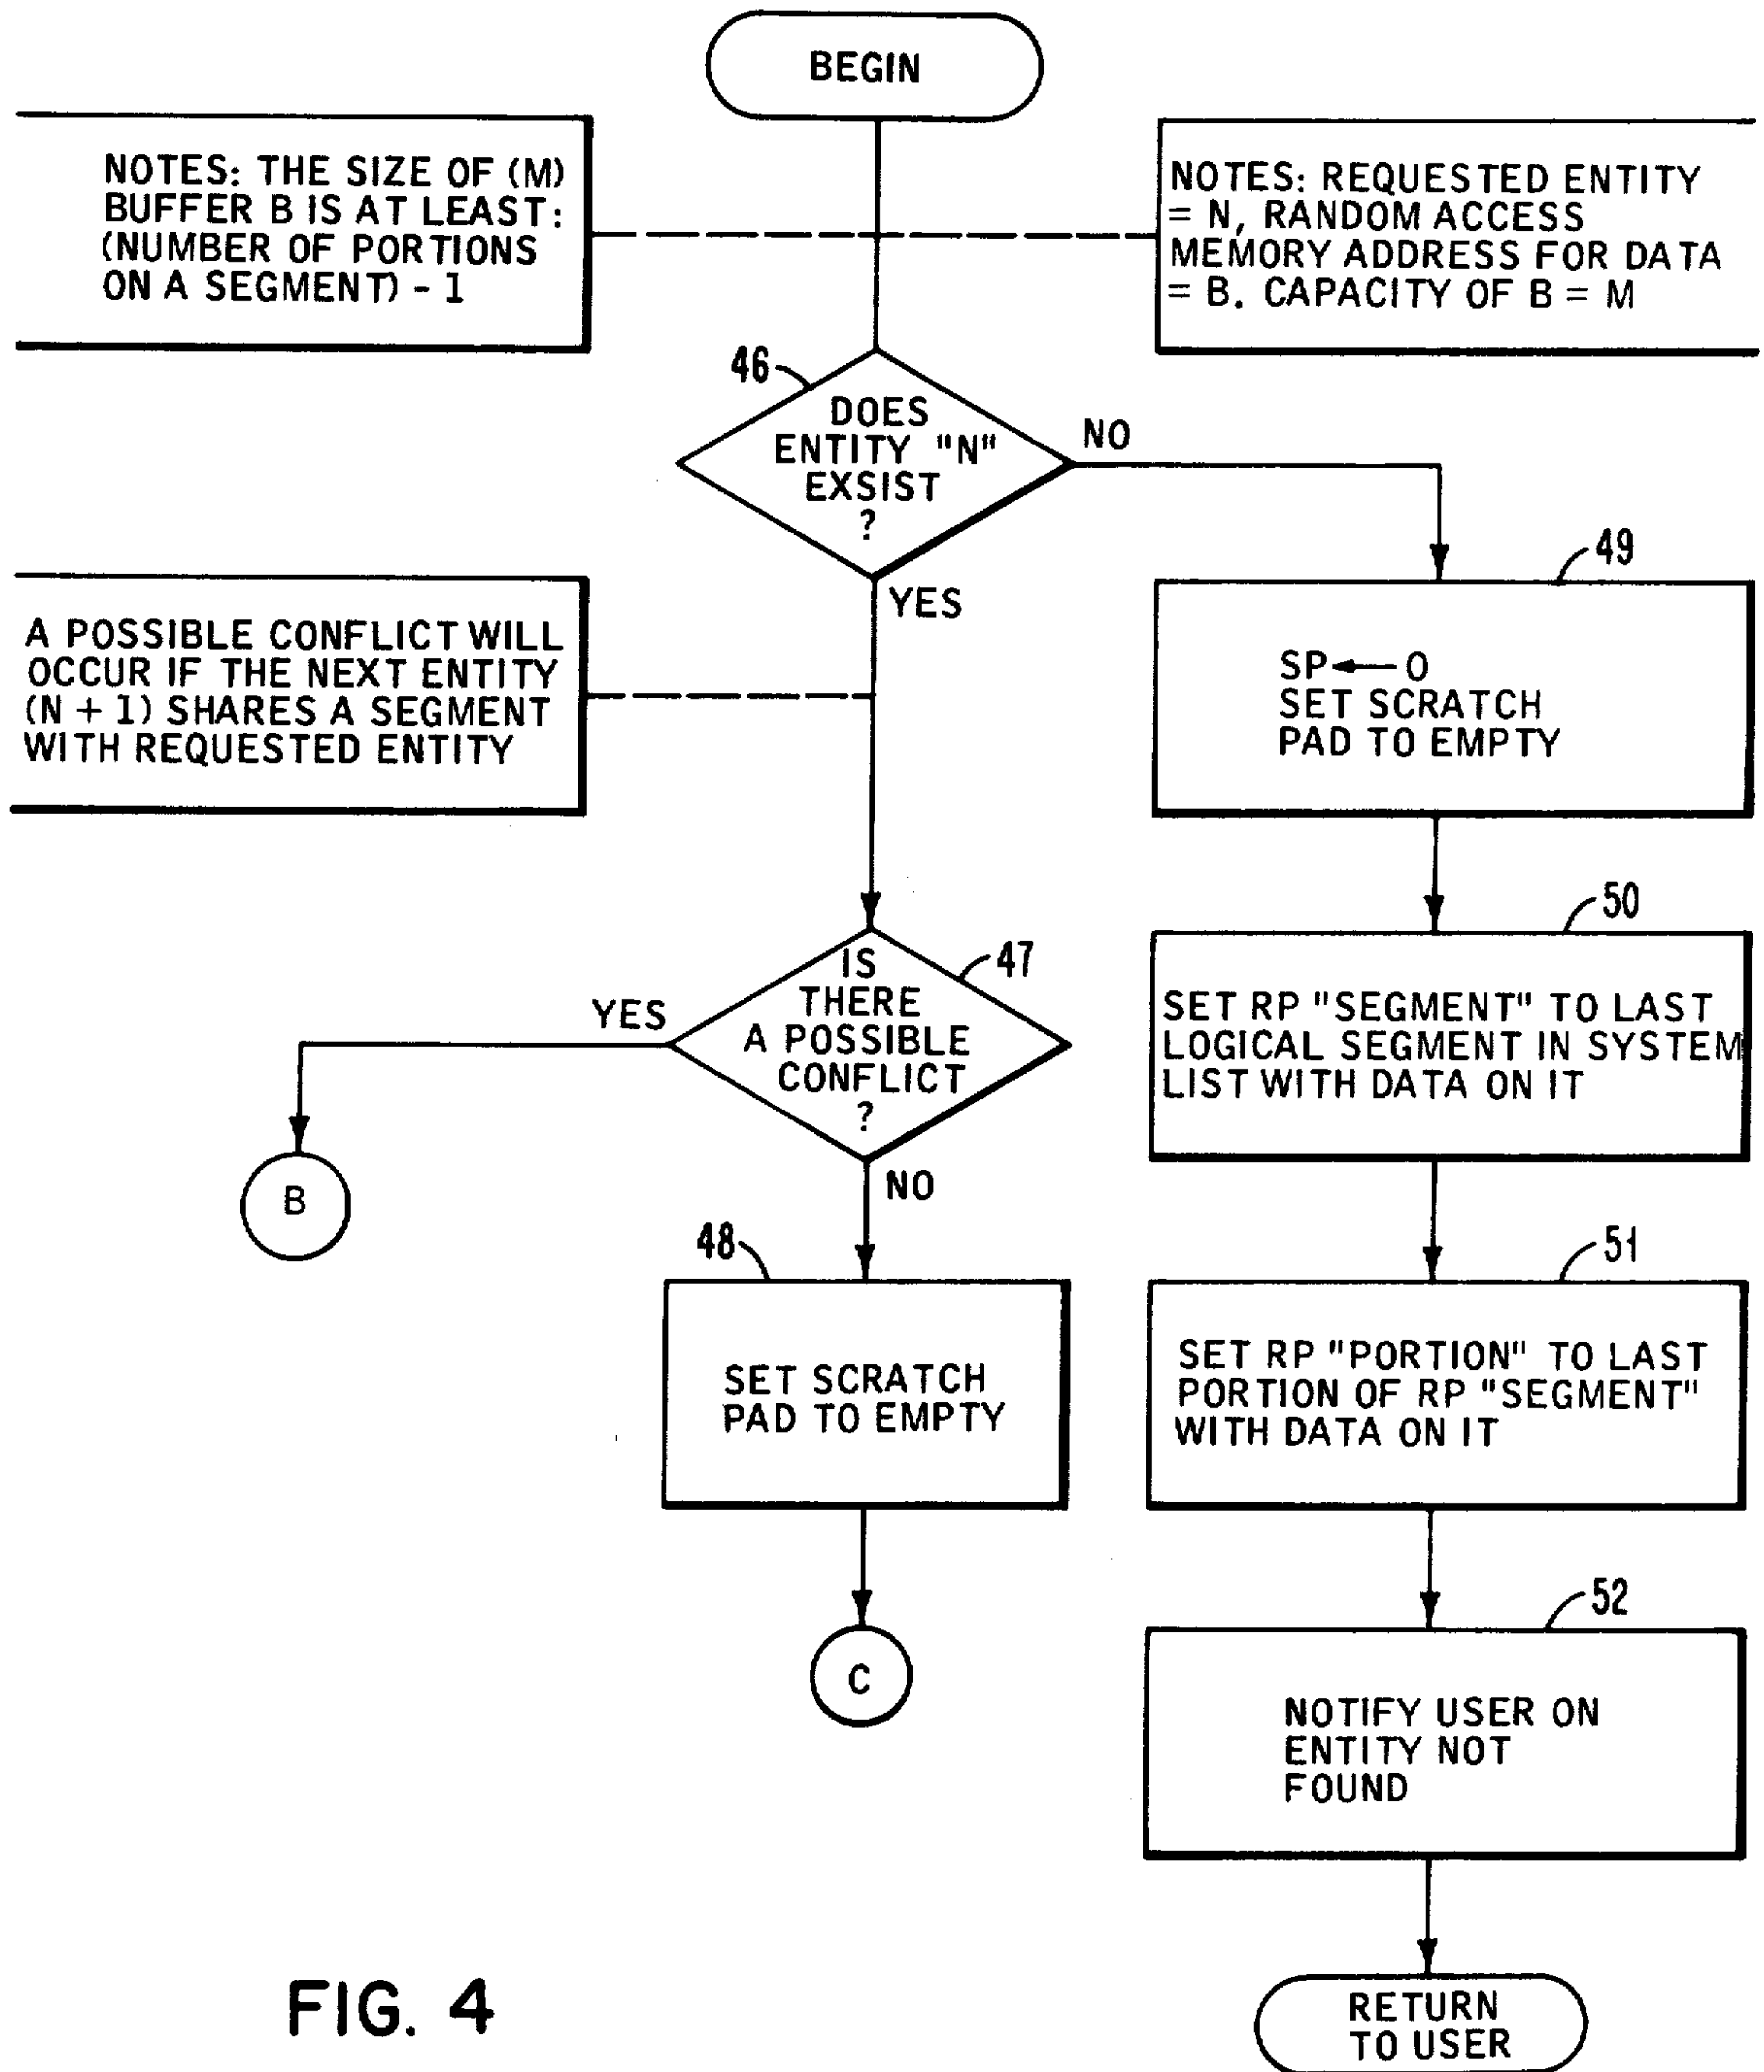 BEGIN
NOTES: THE SIZE OF (M)
BUFFER B IS AT LEAST:
(NUMBER OF PORTIONS
ON A SEGMENT) - 1
NOTES: REQUESTED ENTITY
= N, RANDOM ACCESS
MEMORY ADDRESS FOR DATA
= B. CAPACITY OF B = M
46
DOES
ENTITY "N"
EXSIST
?
NO
YES
49
SP ← 0
SET SCRATCH
PAD TO EMPTY
A POSSIBLE CONFLICT WILL
OCCUR IF THE NEXT ENTITY
(N + 1) SHARES A SEGMENT
WITH REQUESTED ENTITY
50
SET RP "SEGMENT" TO LAST
LOGICAL SEGMENT IN SYSTEM
LIST WITH DATA ON IT
47
IS
THERE
A POSSIBLE
CONFLICT
?
YES
B
NO
48
SET SCRATCH
PAD TO EMPTY
C
51
SET RP "PORTION" TO LAST
PORTION OF RP "SEGMENT"
WITH DATA ON IT
52
NOTIFY USER ON
ENTITY NOT
FOUND
RETURN
TO USER
FIG. 4